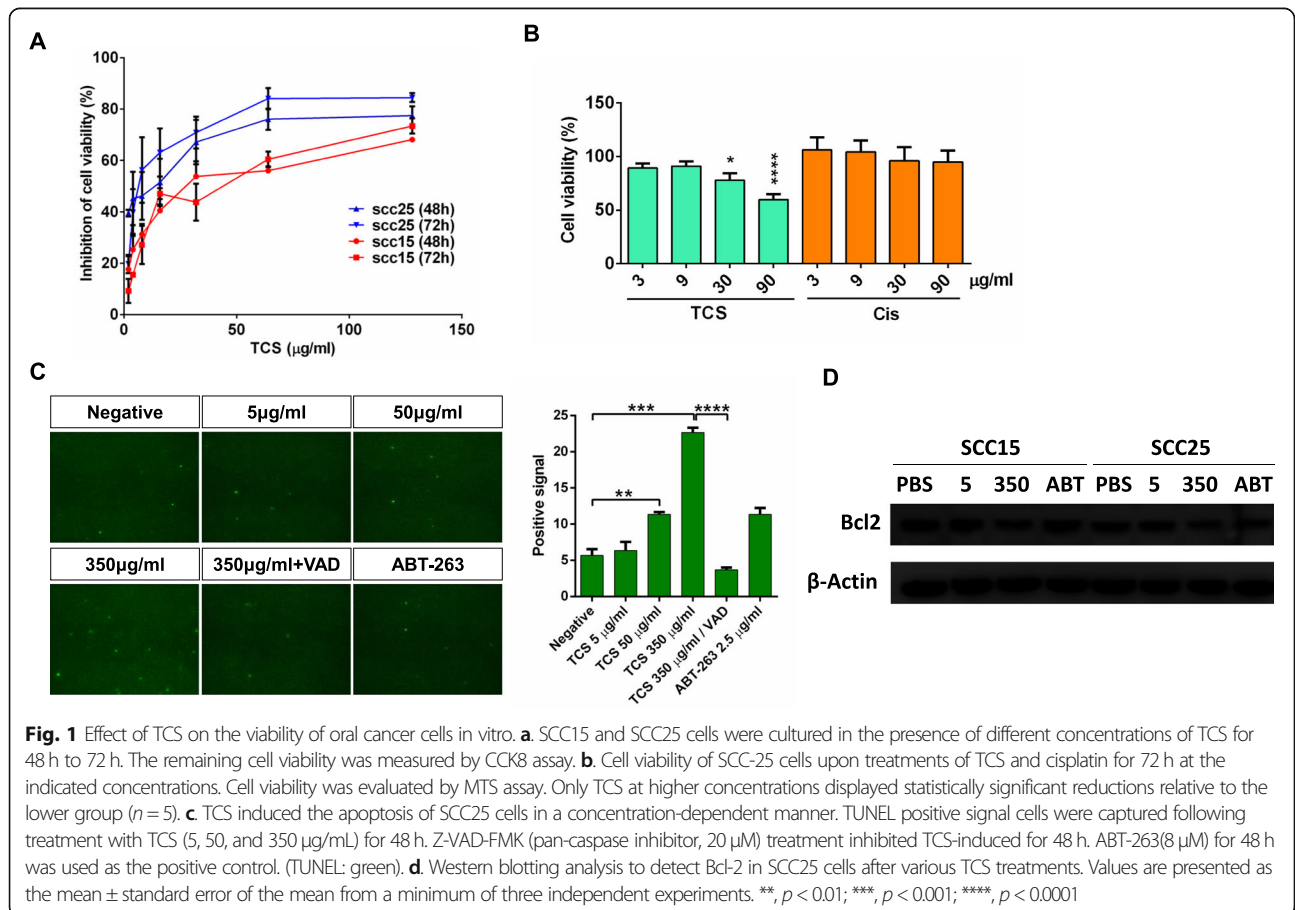 A
Inhibition of cell viability (%)
100
80
60
40
20
0
0 50 100 150
TCS (µg/ml)
scc25 (48h)
scc25 (72h)
scc15 (48h)
scc15 (72h)
B
Cell viability (%)
150
100
50
0
* ****
3 9 30 90 3 9 30 90 µg/ml
TCS Cis
C
Negative 5µg/ml 50µg/ml
350µg/ml 350µg/ml+VAD ABT-263
Positive signal
25
20
15
10
5
0
*** ****
**
Negative
TCS 5 µg/ml
TCS 50 µg/ml
TCS 350 µg/ml
TCS 350 µg/ml / VAD
ABT-263 2.5 µg/ml
D
SCC15 SCC25
PBS 5 350 ABT PBS 5 350 ABT
Bcl2
β-Actin
Fig. 1 Effect of TCS on the viability of oral cancer cells in vitro. a. SCC15 and SCC25 cells were cultured in the presence of different concentrations of TCS for
48 h to 72 h. The remaining cell viability was measured by CCK8 assay. b. Cell viability of SCC-25 cells upon treatments of TCS and cisplatin for 72 h at the
indicated concentrations. Cell viability was evaluated by MTS assay. Only TCS at higher concentrations displayed statistically significant reductions relative to the
lower group (n = 5). c. TCS induced the apoptosis of SCC25 cells in a concentration-dependent manner. TUNEL positive signal cells were captured following
treatment with TCS (5, 50, and 350 µg/mL) for 48 h. Z-VAD-FMK (pan-caspase inhibitor, 20 µM) treatment inhibited TCS-induced for 48 h. ABT-263(8 µM) for 48 h
was used as the positive control. (TUNEL: green). d. Western blotting analysis to detect Bcl-2 in SCC25 cells after various TCS treatments. Values are presented as
the mean ± standard error of the mean from a minimum of three independent experiments. **, p < 0.01; ***, p < 0.001; ****, p < 0.0001